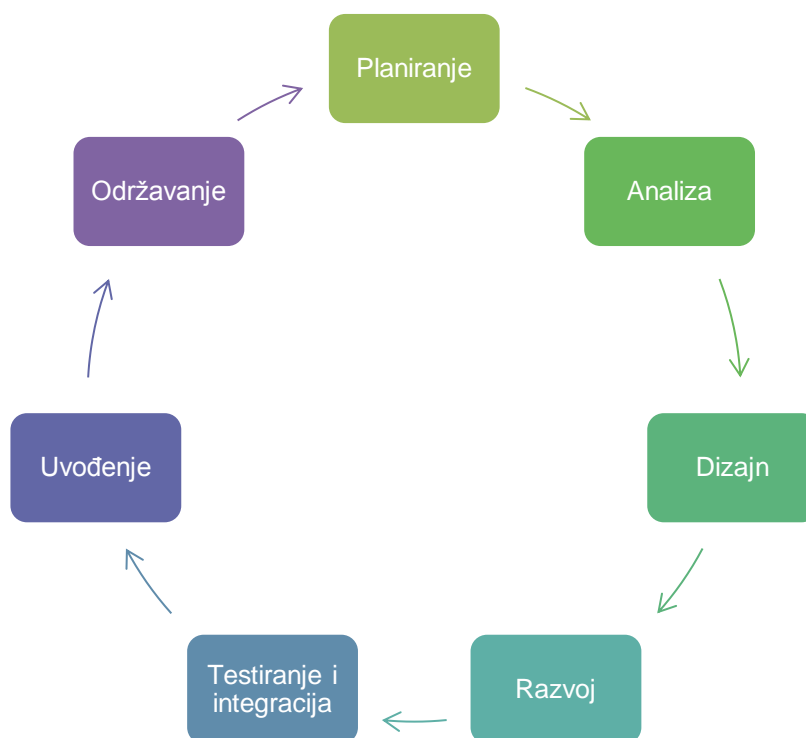 Planiranje
Analiza
Dizajn
Razvoj
Testiranje i
integracija
Uvođenje
Održavanje